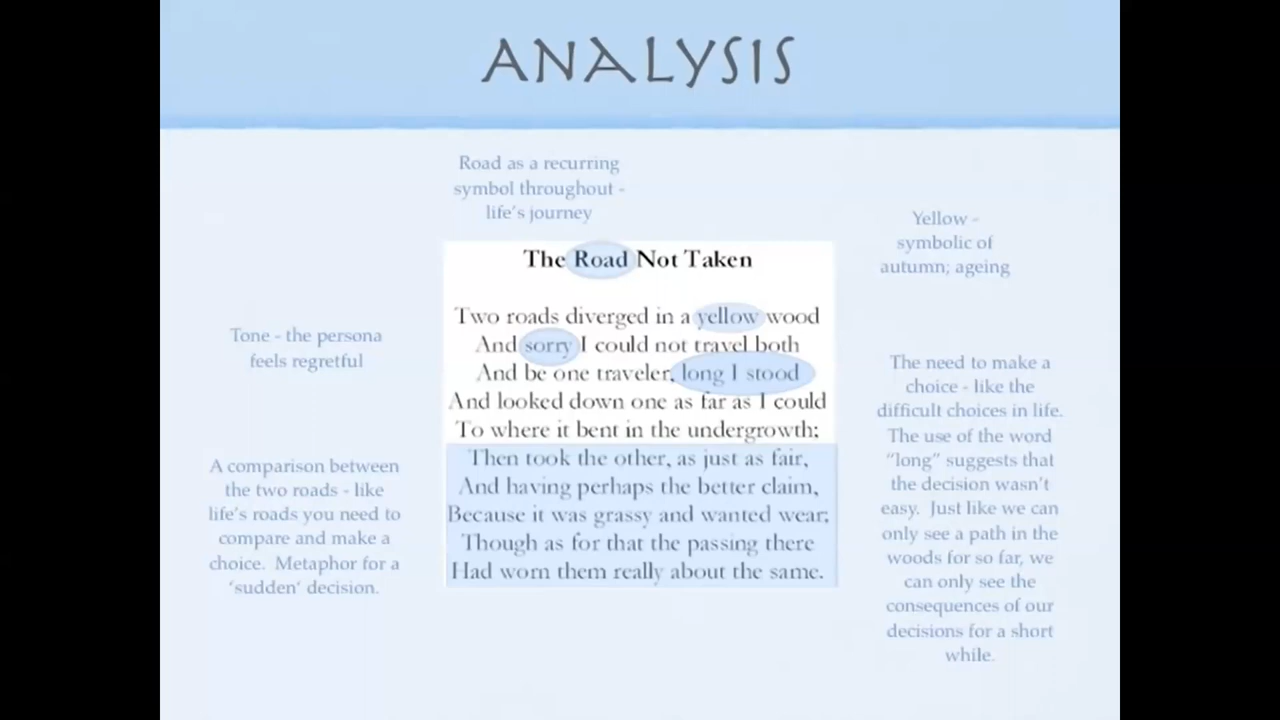 ANALYSIS
Road as a recurring
symbol throughout -
life's journey
Yellow -
symbolic of
autumn; ageing
The Road Not Taken
Two roads diverged in a yellow wood
And sorry I could not travel both
And be one traveler, long I stood
And looked down one as far as I could
To where it bent in the undergrowth;
Then took the other, as just as fair,
And having perhaps the better claim,
Because it was grassy and wanted wear;
Though as for that the passing there
Had worn them really about the same.
Tone - the persona
feels regretful
A comparison between
the two roads - like
life's roads you need to
compare and make a
choice. Metaphor for a
'sudden' decision.
The need to make a
choice - like the
difficult choices in life.
The use of the word
"long" suggests that
the decision wasn't
easy. Just like we can
only see a path in the
woods for so far, we
can only see the
consequences of our
decisions for a short
while.